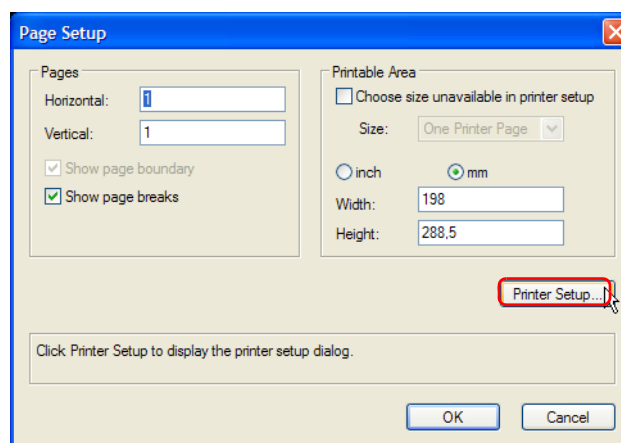 Page Setup
Pages
Horizontal: 1
Vertical: 1
Show page boundary
Show page breaks
Printable Area
Choose size unavailable in printer setup
Size: One Printer Page
inch mm
Width: 198
Height: 288,5
Printer Setup...
Click Printer Setup to display the printer setup dialog.
OK Cancel